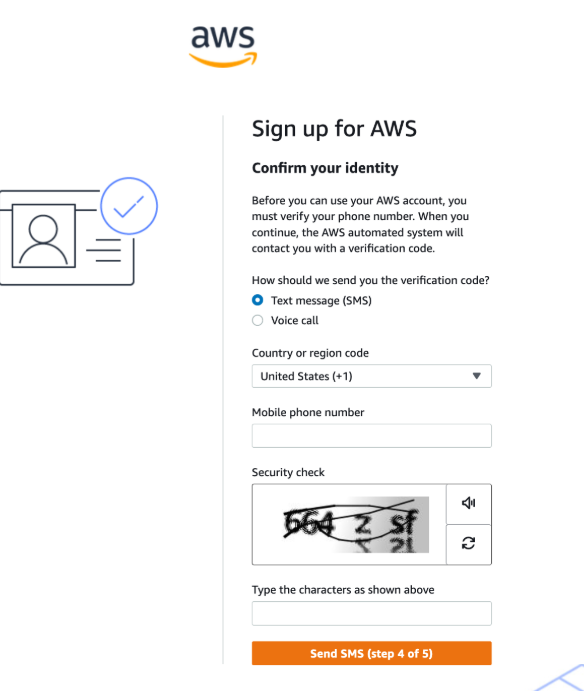 aws
Sign up for AWS
Confirm your identity
Before you can use your AWS account, you
must verify your phone number. When you
continue, the AWS automated system will
contact you with a verification code.
How should we send you the verification code?
Text message (SMS)
Voice call
Country or region code
United States (+1)
Mobile phone number
Security check
Type the characters as shown above
Send SMS (step 4 of 5)